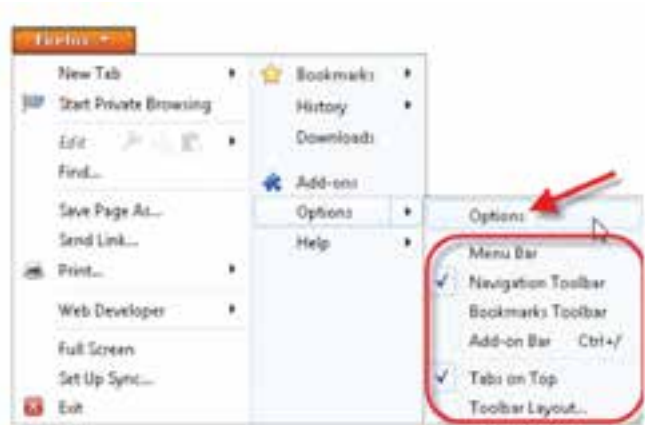 Firefox
New Tab
Start Private Browsing
Edit
Find...
Save Page As...
Send Link...
Print...
Web Developer
Full Screen
Set Up Sync...
Exit
Bookmarks
History
Downloads
Add-ons
Options
Help
Options
Menu Bar
Navigation Toolbar
Bookmarks Toolbar
Add-on Bar Ctrl+/
Tabs on Top
Toolbar Layout...